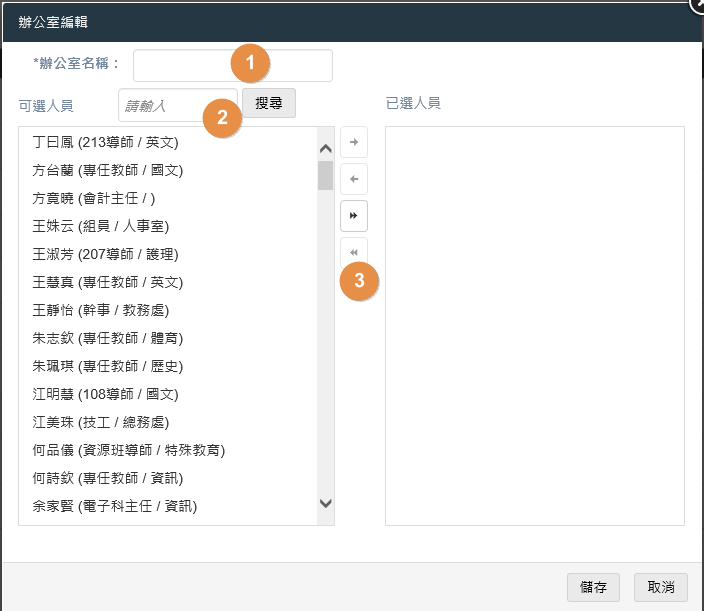 辦公室編輯
*辦公室名稱：
1
可選人員
請輸入
2
搜尋
已選人員
丁曰鳳 (213導師 / 英文)
方台蘭 (專任教師 / 國文)
方竟曉 (會計主任 / )
王姝云 (組員 / 人事室)
王淑芳 (207導師 / 護理)
王慧真 (專任教師 / 英文)
王靜怡 (幹事 / 教務處)
朱志欽 (專任教師 / 體育)
朱珮琪 (專任教師 / 歷史)
江明慧 (108導師 / 國文)
江美珠 (技工 / 總務處)
何品儀 (資源班導師 / 特殊教育)
何詩欽 (專任教師 / 資訊)
余家賢 (電子科主任 / 資訊)
3
儲存
取消